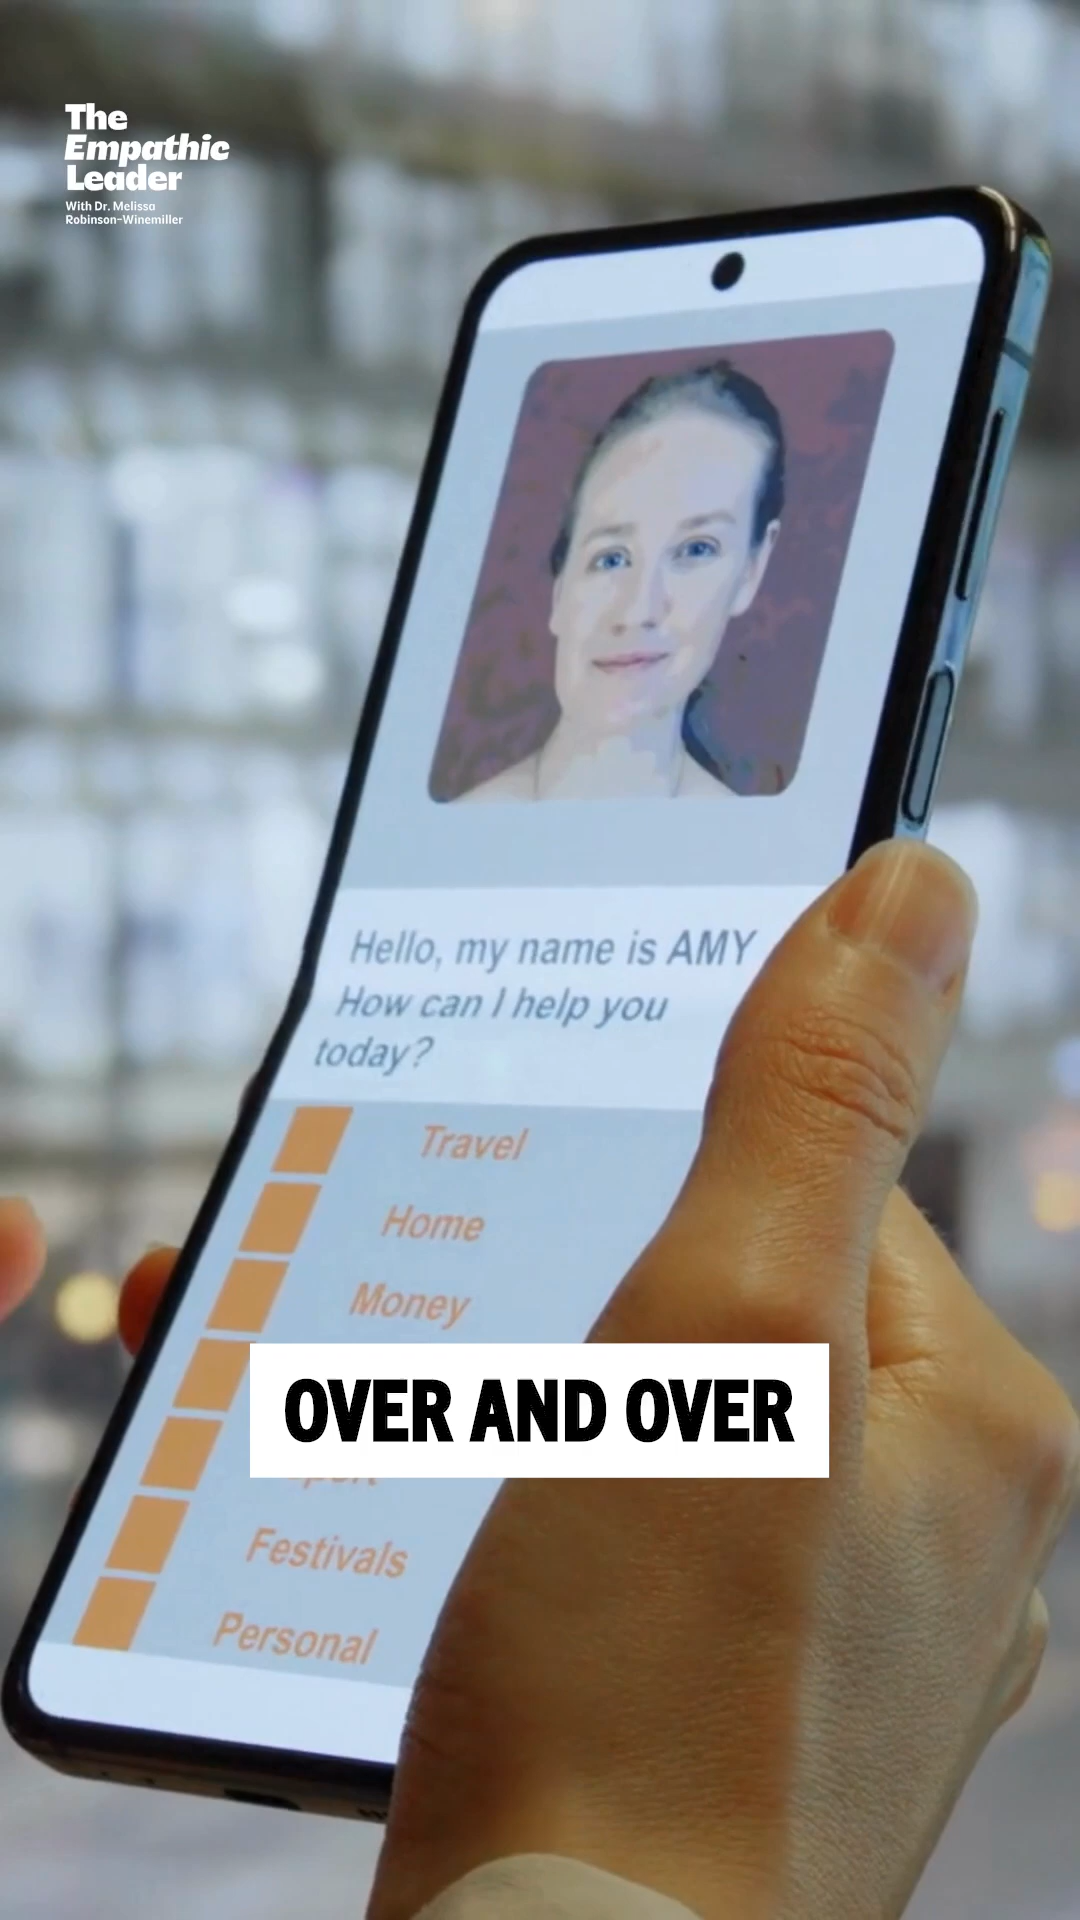 The
Empathic
Leader
With Dr. Melissa
Robinson-Winemiller
Hello, my name is AMY
How can I help you
today?
Travel
Home
Money
OVER AND OVER
Festivals
Personal